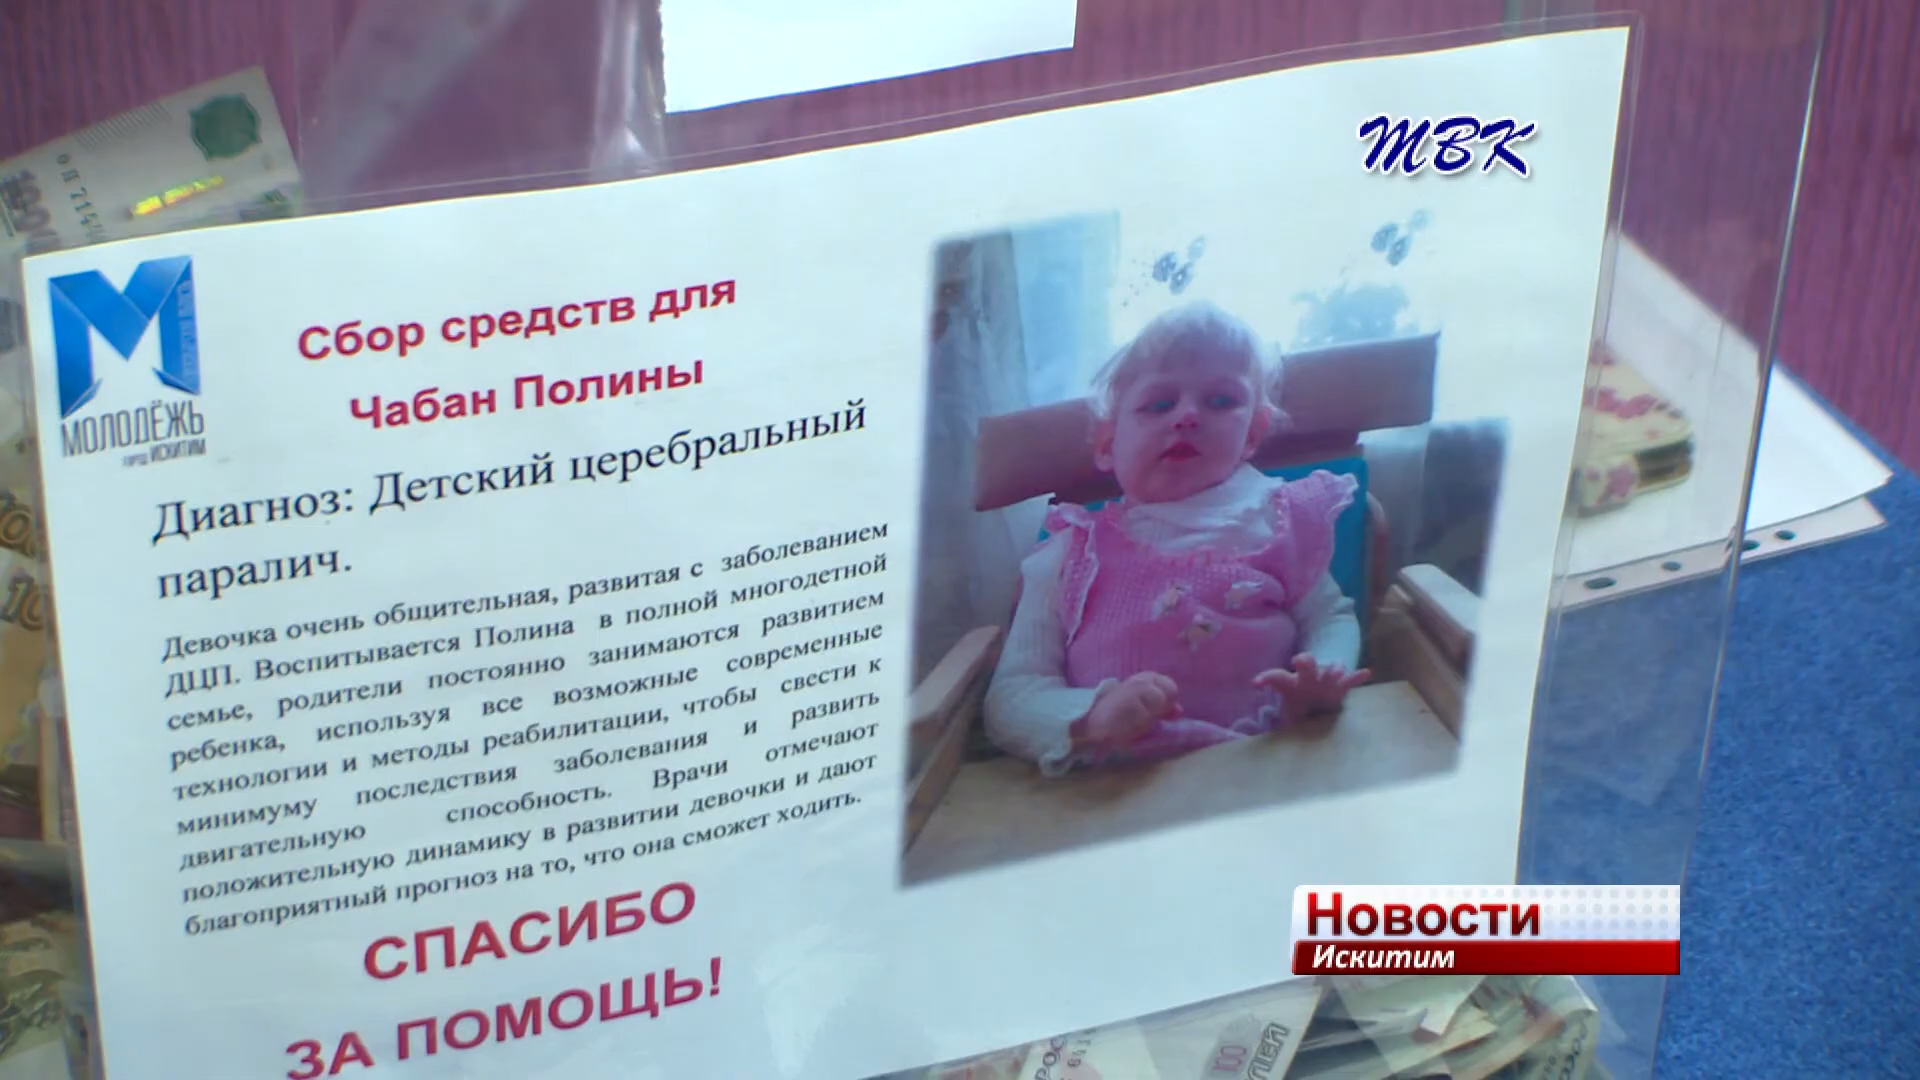 ТВК
МОЛОДЁЖЬ
ГОРОД ИСКИТИМ
Сбор средств для
Чабан Полины
Диагноз: Детский церебральный
паралич.
Девочка очень общительная, развитая с заболеванием
ДЦП. Воспитывается Полина в полной многодетной
семье, родители постоянно занимаются развитием
ребенка, используя все возможные современные
технологии и методы реабилитации, чтобы свести к
минимуму последствия заболевания и развить
двигательную способность. Врачи отмечают
положительную динамику в развитии девочки и дают
благоприятный прогноз на то, что она сможет ходить.
СПАСИБО
ЗА ПОМОЩЬ!
Новости
Искитим
100